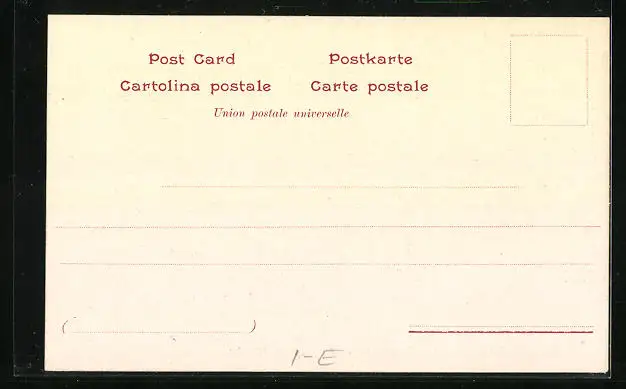 Post Card Postkarte
Cartolina postale Carte postale
Union postale universelle
( )
1-E